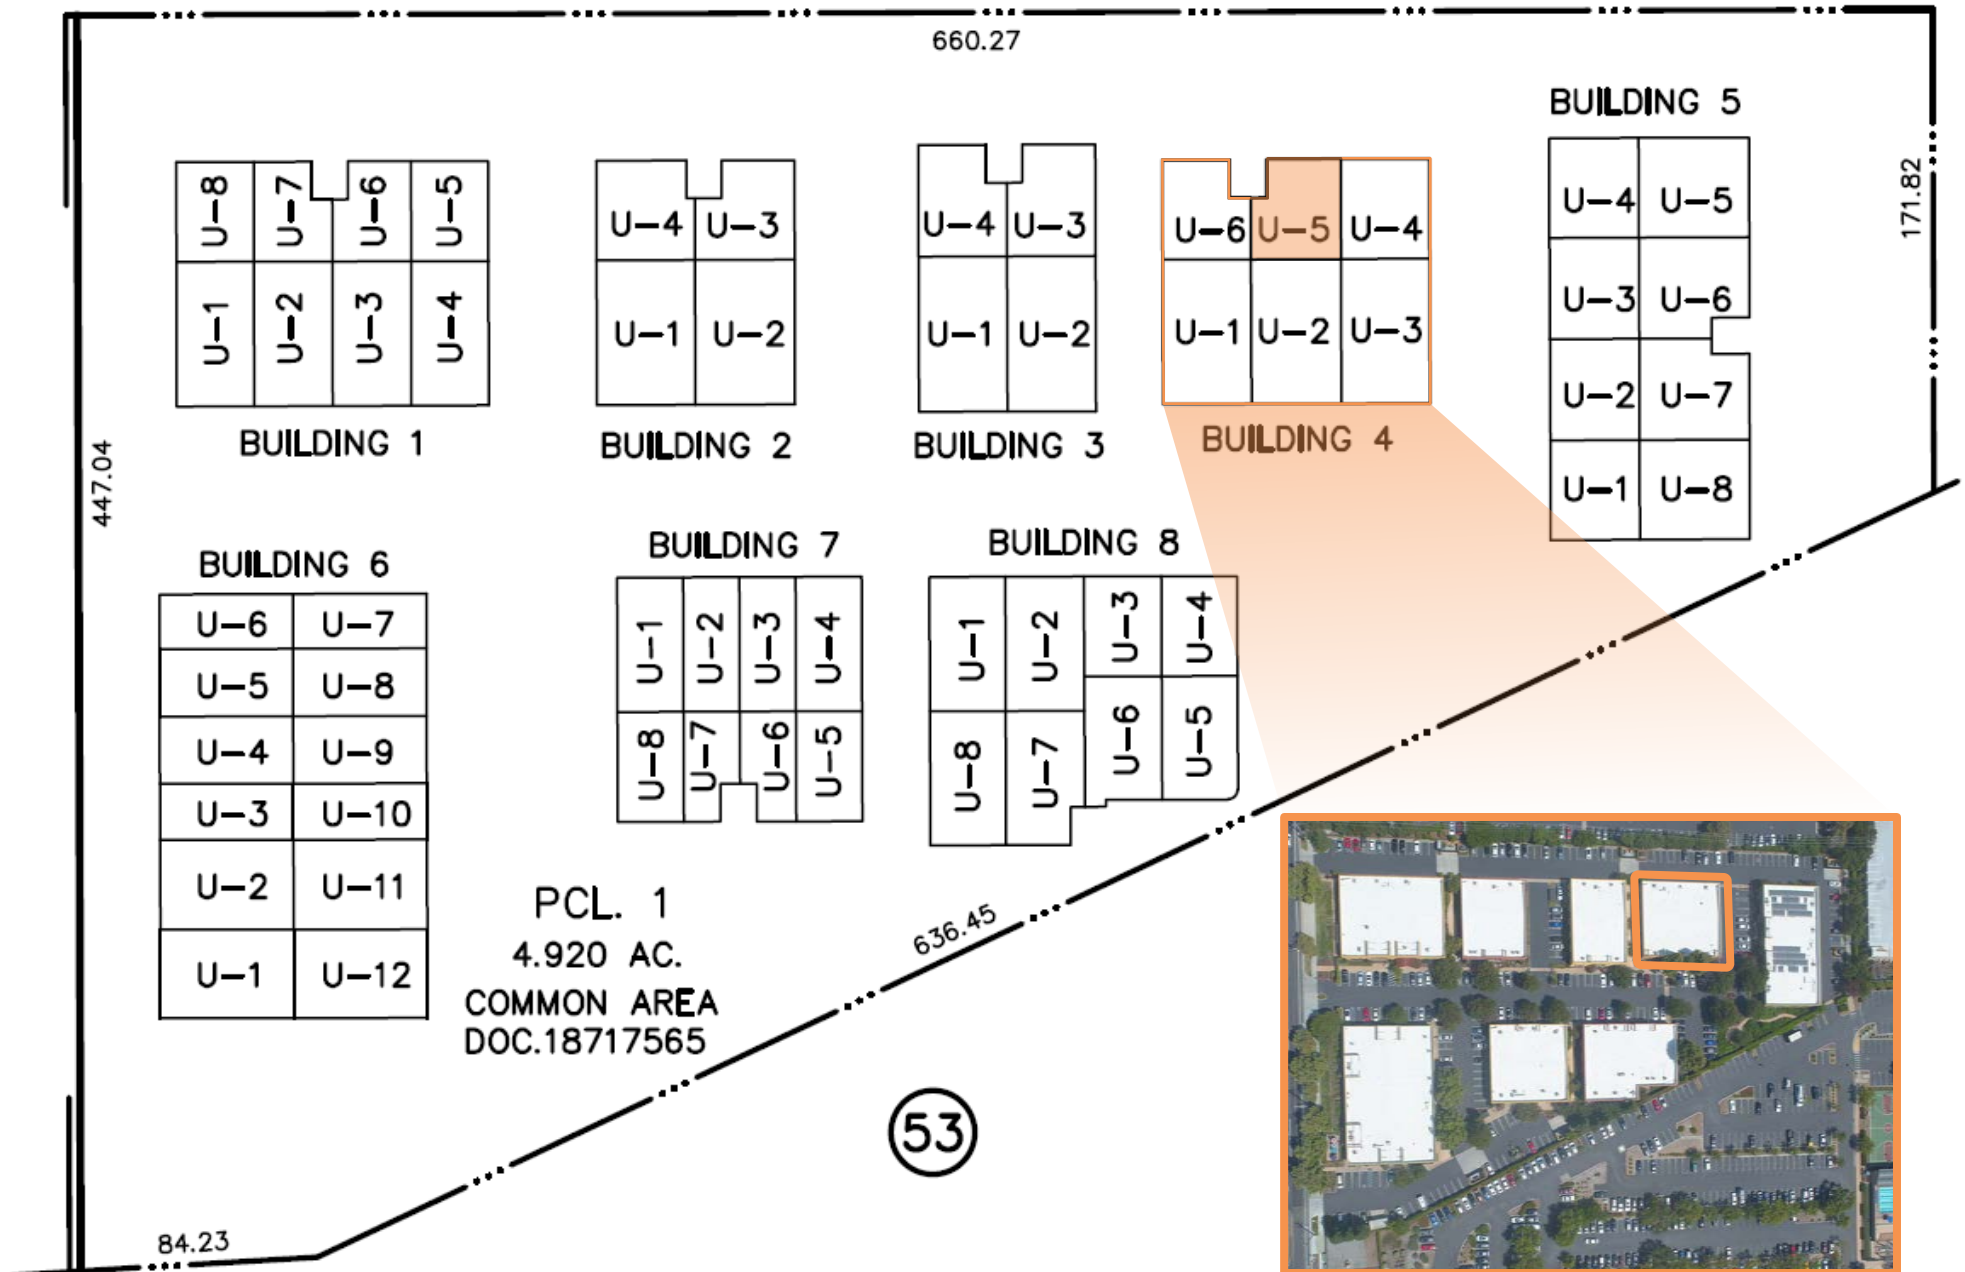 660.27
BUILDING 5
171.82
U-8 U-7 U-6 U-5
U-1 U-2 U-3 U-4
BUILDING 1
U-4 U-3
U-1 U-2
BUILDING 2
U-4 U-3
U-1 U-2
BUILDING 3
U-6 U-5 U-4
U-1 U-2 U-3
BUILDING 4
U-4 U-5
U-3 U-6
U-2 U-7
U-1 U-8
447.04
BUILDING 6
U-6 U-7
U-5 U-8
U-4 U-9
U-3 U-10
U-2 U-11
U-1 U-12
BUILDING 7
U-1 U-2 U-3 U-4
U-8 U-7 U-6 U-5
BUILDING 8
U-1 U-2 U-3 U-4
U-8 U-7 U-6 U-5
PCL. 1
4.920 AC.
COMMON AREA
DOC.18717565
636.45
53
84.23